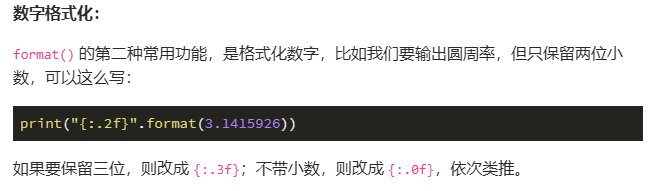 数字格式化：
format() 的第二种常用功能，是格式化数字，比如我们要输出圆周率，但只保留两位小
数，可以这么写：
print("{:.2f}".format(3.1415926))
如果要保留三位，则改成 {:.3f}；不带小数，则改成 {:.0f}，依次类推。